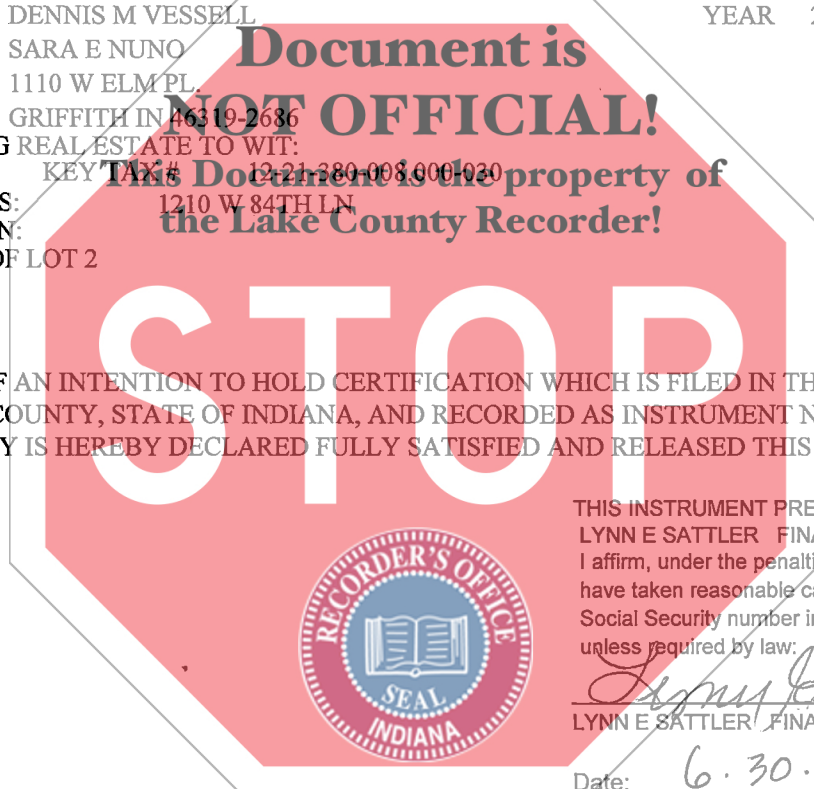 DENNIS M VESSELL
YEAR 2
SARA E NUNO
Document is
1110 W ELM PL.
GRIFFITH IN 46319-2686
NOT OFFICIAL!
G REAL ESTATE TO WIT:
KEY TAX # 12-21-380-008.000-030
This Document is the property of
S: 1210 W 84TH LN
the Lake County Recorder!
N:
OF LOT 2
STOP
F AN INTENTION TO HOLD CERTIFICATION WHICH IS FILED IN TH
COUNTY, STATE OF INDIANA, AND RECORDED AS INSTRUMENT N
Y IS HEREBY DECLARED FULLY SATISFIED AND RELEASED THIS
THIS INSTRUMENT PRE
LYNN E SATTLER FINA
I affirm, under the penalti
have taken reasonable ca
Social Security number in
unless required by law:
RECORDER'S OFFICE
SEAL
INDIANA
LYNN E SATTLER FINA
Date: 6.30.